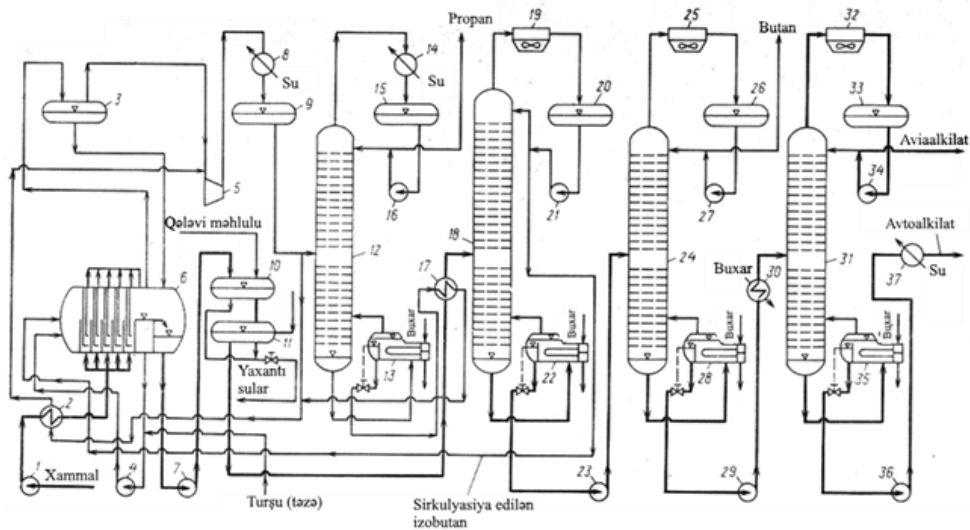 Propan
19
25
Butan
32
8
14
Su
Su
3
9
15
20
26
33
Aviaalkilat
5
16
21
27
34
Avtoalkilat
Qələvi məhlulu
18
10
12
17
24
Buxar
30
31
Su
37
6
11
Buxar
Buxar
Buxar
Buxar
Yaxantı
sular
13
22
28
35
2
1
Xammal
4
7
23
29
36
Turşu (təzə)
Sirkulyasiya edilən
izobutan